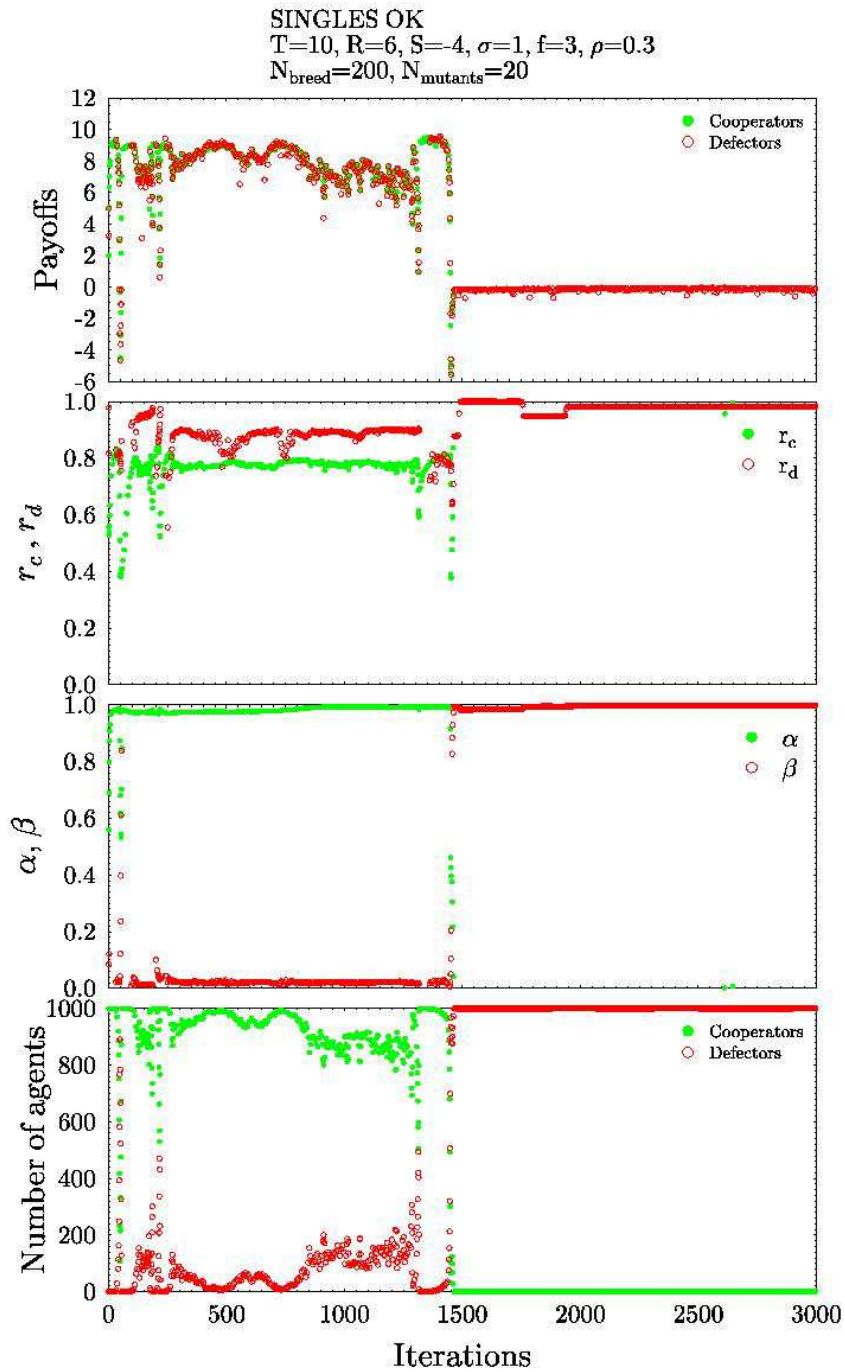 SINGLES OK
T=10, R=6, S=-4, σ=1, f=3, ρ=0.3
N_breed=200, N_mutants=20
12
10
8
6
4
2
0
-2
-4
-6
Payoffs
Cooperators
Defectors
1.0
0.8
0.6
0.4
0.2
0.0
r_c, r_d
r_c
r_d
1.0
0.8
0.6
0.4
0.2
0.0
α, β
α
β
1000
800
600
400
200
0
Number of agents
Cooperators
Defectors
0 500 1000 1500 2000 2500 3000
Iterations